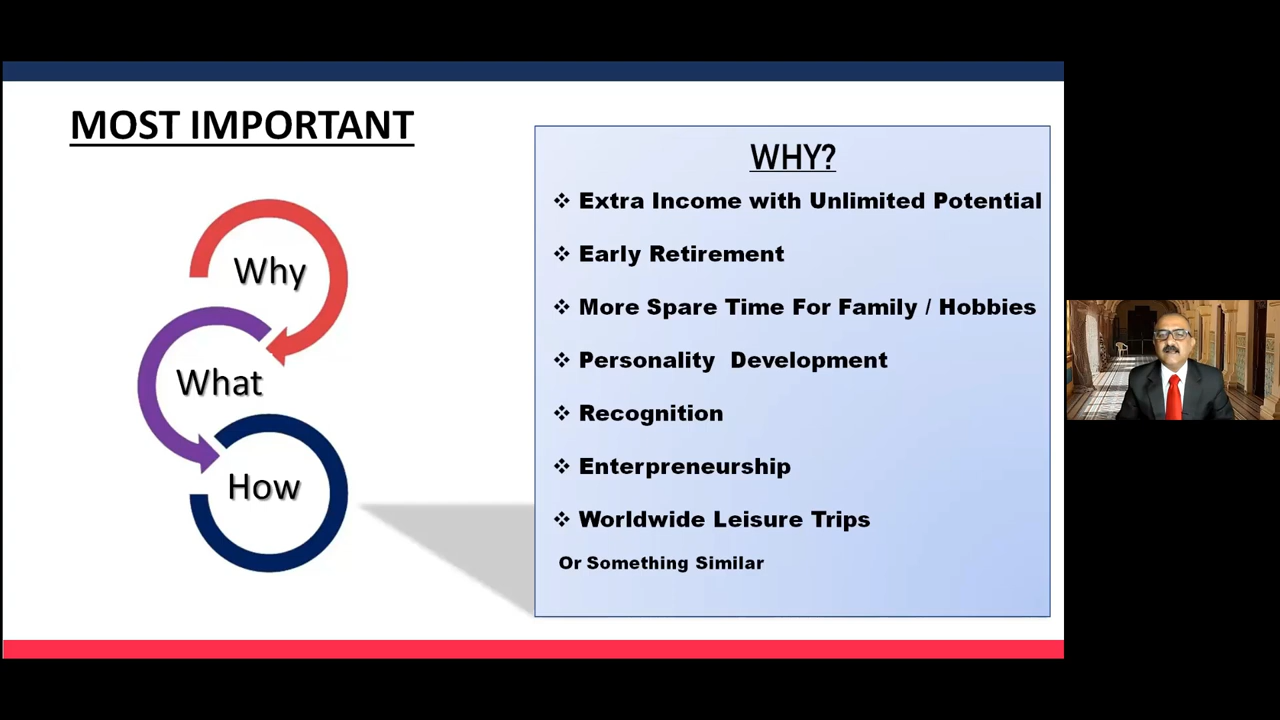 MOST IMPORTANT
Why
What
How
WHY?
❖ Extra Income with Unlimited Potential
❖ Early Retirement
❖ More Spare Time For Family / Hobbies
❖ Personality Development
❖ Recognition
❖ Enterpreneurship
❖ Worldwide Leisure Trips
Or Something Similar